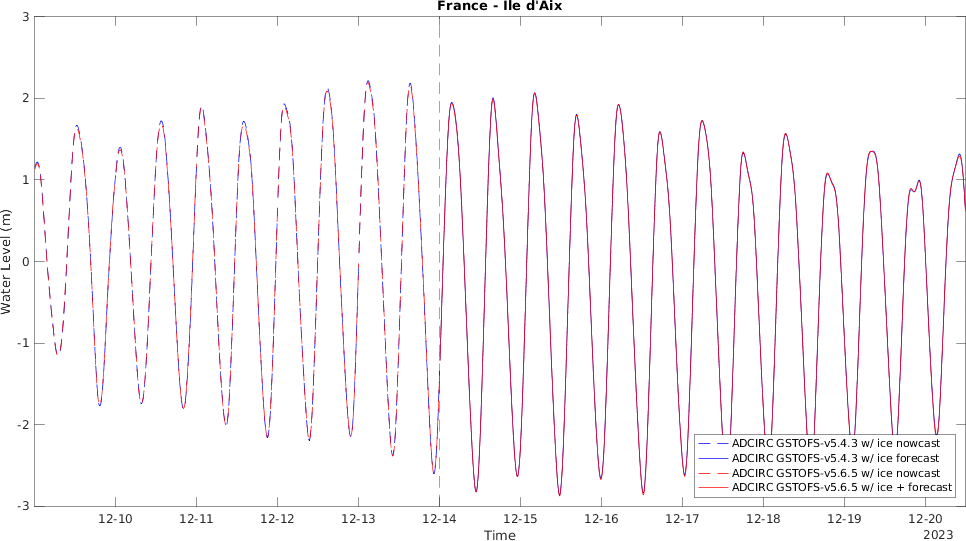 France - Ile d'Aix
Water Level (m)
3
2
1
0
-1
-2
-3
ADCIRC GSTOFS-v5.4.3 w/ ice nowcast
ADCIRC GSTOFS-v5.4.3 w/ ice forecast
ADCIRC GSTOFS-v5.6.5 w/ ice nowcast
ADCIRC GSTOFS-v5.6.5 w/ ice + forecast
12-10 12-11 12-12 12-13 12-14 12-15 12-16 12-17 12-18 12-19 12-20
Time
2023